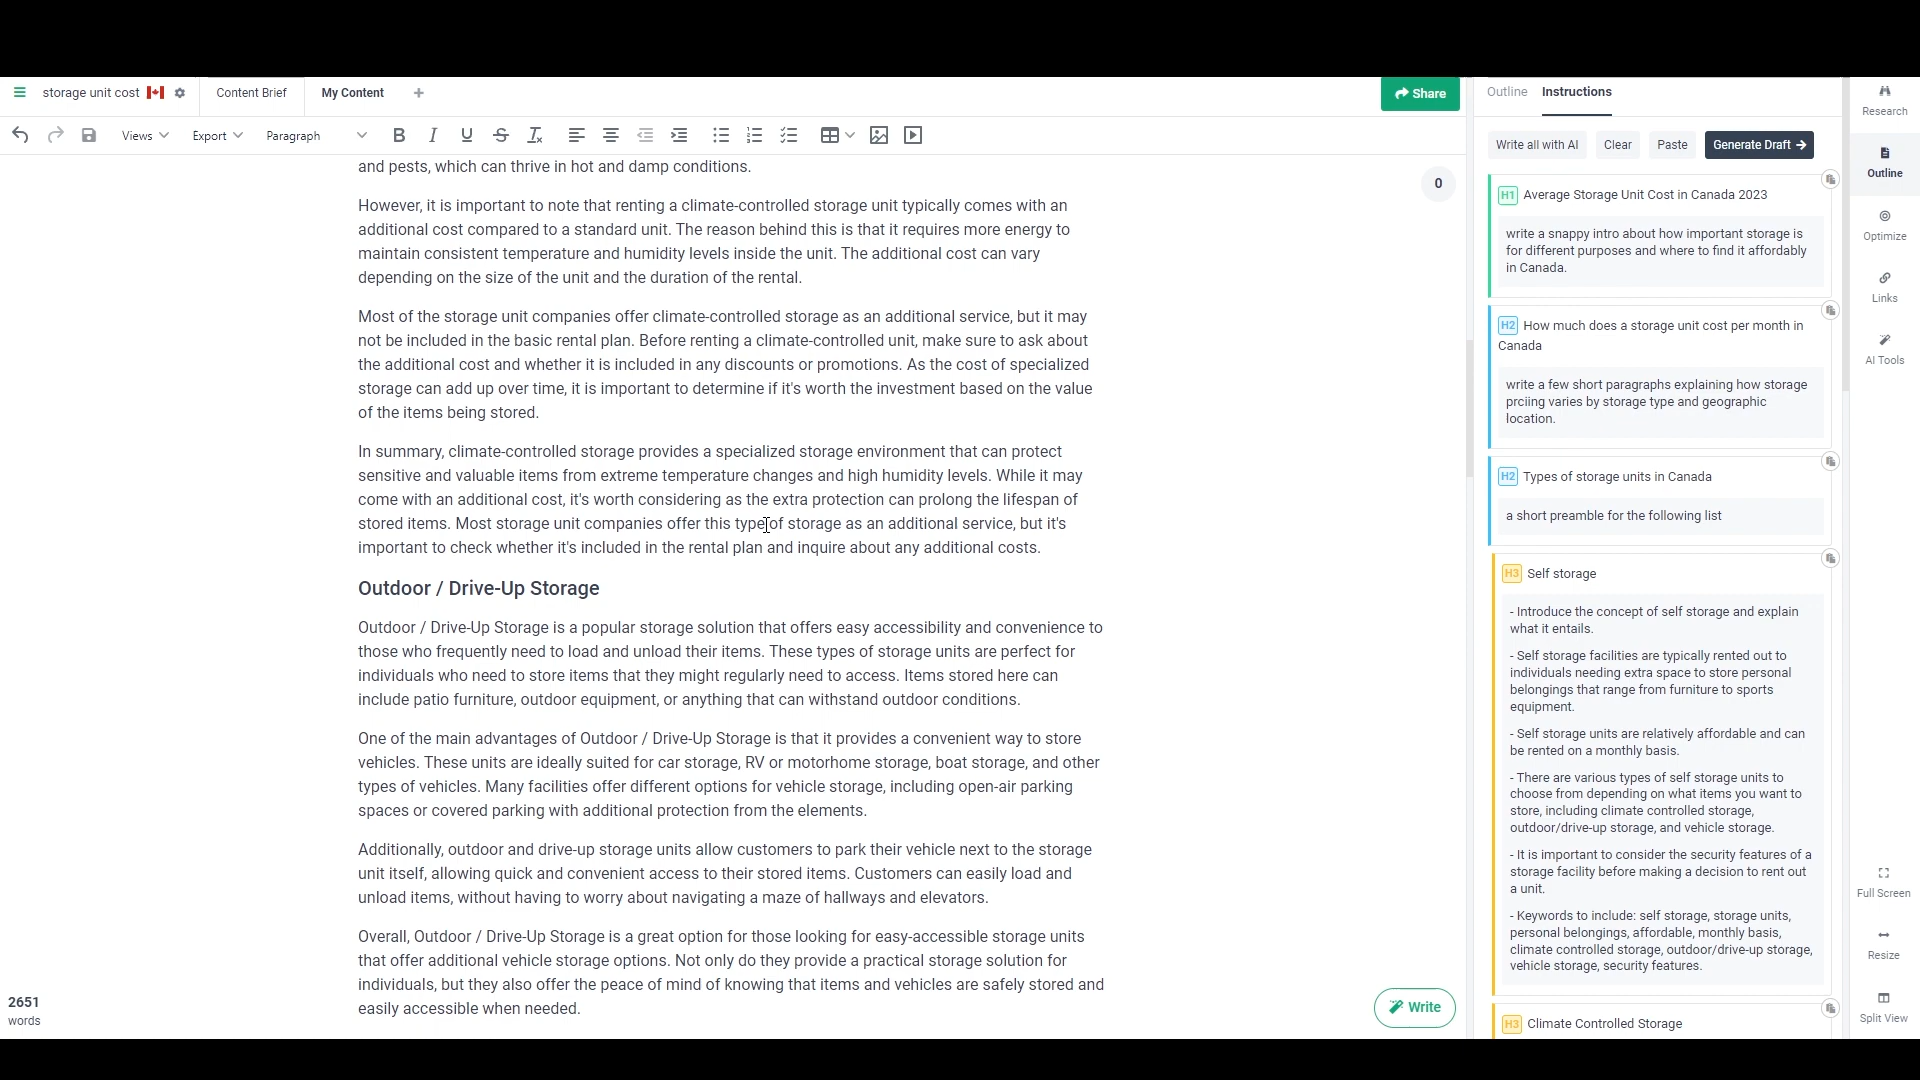 storage unit cost
Content Brief
My Content
+
Share
Views
Export
Paragraph
B
I
U
S
and pests, which can thrive in hot and damp conditions.
0
However, it is important to note that renting a climate-controlled storage unit typically comes with an
additional cost compared to a standard unit. The reason behind this is that it requires more energy to
maintain consistent temperature and humidity levels inside the unit. The additional cost can vary
depending on the size of the unit and the duration of the rental.
Most of the storage unit companies offer climate-controlled storage as an additional service, but it may
not be included in the basic rental plan. Before renting a climate-controlled unit, make sure to ask about
the additional cost and whether it is included in any discounts or promotions. As the cost of specialized
storage can add up over time, it is important to determine if it's worth the investment based on the value
of the items being stored.
In summary, climate-controlled storage provides a specialized storage environment that can protect
sensitive and valuable items from extreme temperature changes and high humidity levels. While it may
come with an additional cost, it's worth considering as the extra protection can prolong the lifespan of
stored items. Most storage unit companies offer this type of storage as an additional service, but it's
important to check whether it's included in the rental plan and inquire about any additional costs.
Outdoor / Drive-Up Storage
Outdoor / Drive-Up Storage is a popular storage solution that offers easy accessibility and convenience to
those who frequently need to load and unload their items. These types of storage units are perfect for
individuals who need to store items that they might regularly need to access. Items stored here can
include patio furniture, outdoor equipment, or anything that can withstand outdoor conditions.
One of the main advantages of Outdoor / Drive-Up Storage is that it provides a convenient way to store
vehicles. These units are ideally suited for car storage, RV or motorhome storage, boat storage, and other
types of vehicles. Many facilities offer different options for vehicle storage, including open-air parking
spaces or covered parking with additional protection from the elements.
Additionally, outdoor and drive-up storage units allow customers to park their vehicle next to the storage
unit itself, allowing quick and convenient access to their stored items. Customers can easily load and
unload items, without having to worry about navigating a maze of hallways and elevators.
Overall, Outdoor / Drive-Up Storage is a great option for those looking for easy-accessible storage units
that offer additional vehicle storage options. Not only do they provide a practical storage solution for
individuals, but they also offer the peace of mind of knowing that items and vehicles are safely stored and
easily accessible when needed.
2651
words
Write
Outline
Instructions
Write all with AI
Clear
Paste
Generate Draft
H1 Average Storage Unit Cost in Canada 2023
write a snappy intro about how important storage is
for different purposes and where to find it affordably
in Canada.
H2 How much does a storage unit cost per month in
Canada
write a few short paragraphs explaining how storage
prciing varies by storage type and geographic
location.
H2 Types of storage units in Canada
a short preamble for the following list
H3 Self storage
- Introduce the concept of self storage and explain
what it entails.
- Self storage facilities are typically rented out to
individuals needing extra space to store personal
belongings that range from furniture to sports
equipment.
- Self storage units are relatively affordable and can
be rented on a monthly basis.
- There are various types of self storage units to
choose from depending on what items you want to
store, including climate controlled storage,
outdoor/drive-up storage, and vehicle storage.
- It is important to consider the security features of a
storage facility before making a decision to rent out
a unit.
- Keywords to include: self storage, storage units,
personal belongings, affordable, monthly basis,
climate controlled storage, outdoor/drive-up storage,
vehicle storage, security features.
H3 Climate Controlled Storage
Research
Outline
Optimize
Links
AI Tools
Full Screen
Resize
Split View